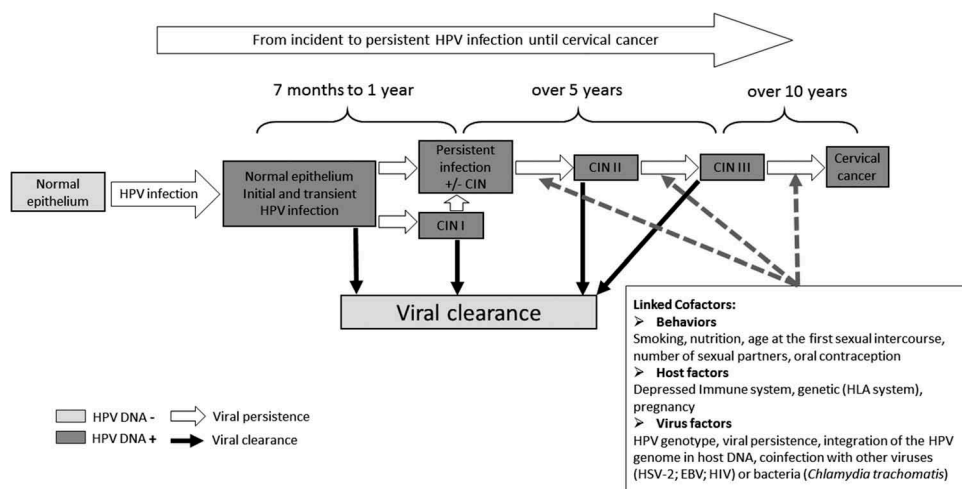 From incident to persistent HPV infection until cervical cancer
7 months to 1 year
over 5 years
over 10 years
Normal
epithelium
HPV infection
Normal epithelium
Initial and transient
HPV infection
Persistent
infection
+/- CIN
CIN I
CIN II
CIN III
Cervical
cancer
Viral clearance
Linked Cofactors:
➢ Behaviors
Smoking, nutrition, age at the first sexual intercourse,
number of sexual partners, oral contraception
➢ Host factors
Depressed Immune system, genetic (HLA system),
pregnancy
➢ Virus factors
HPV genotype, viral persistence, integration of the HPV
genome in host DNA, coinfection with other viruses
(HSV-2; EBV; HIV) or bacteria (Chlamydia trachomatis)
HPV DNA - Viral persistence
HPV DNA + Viral clearance